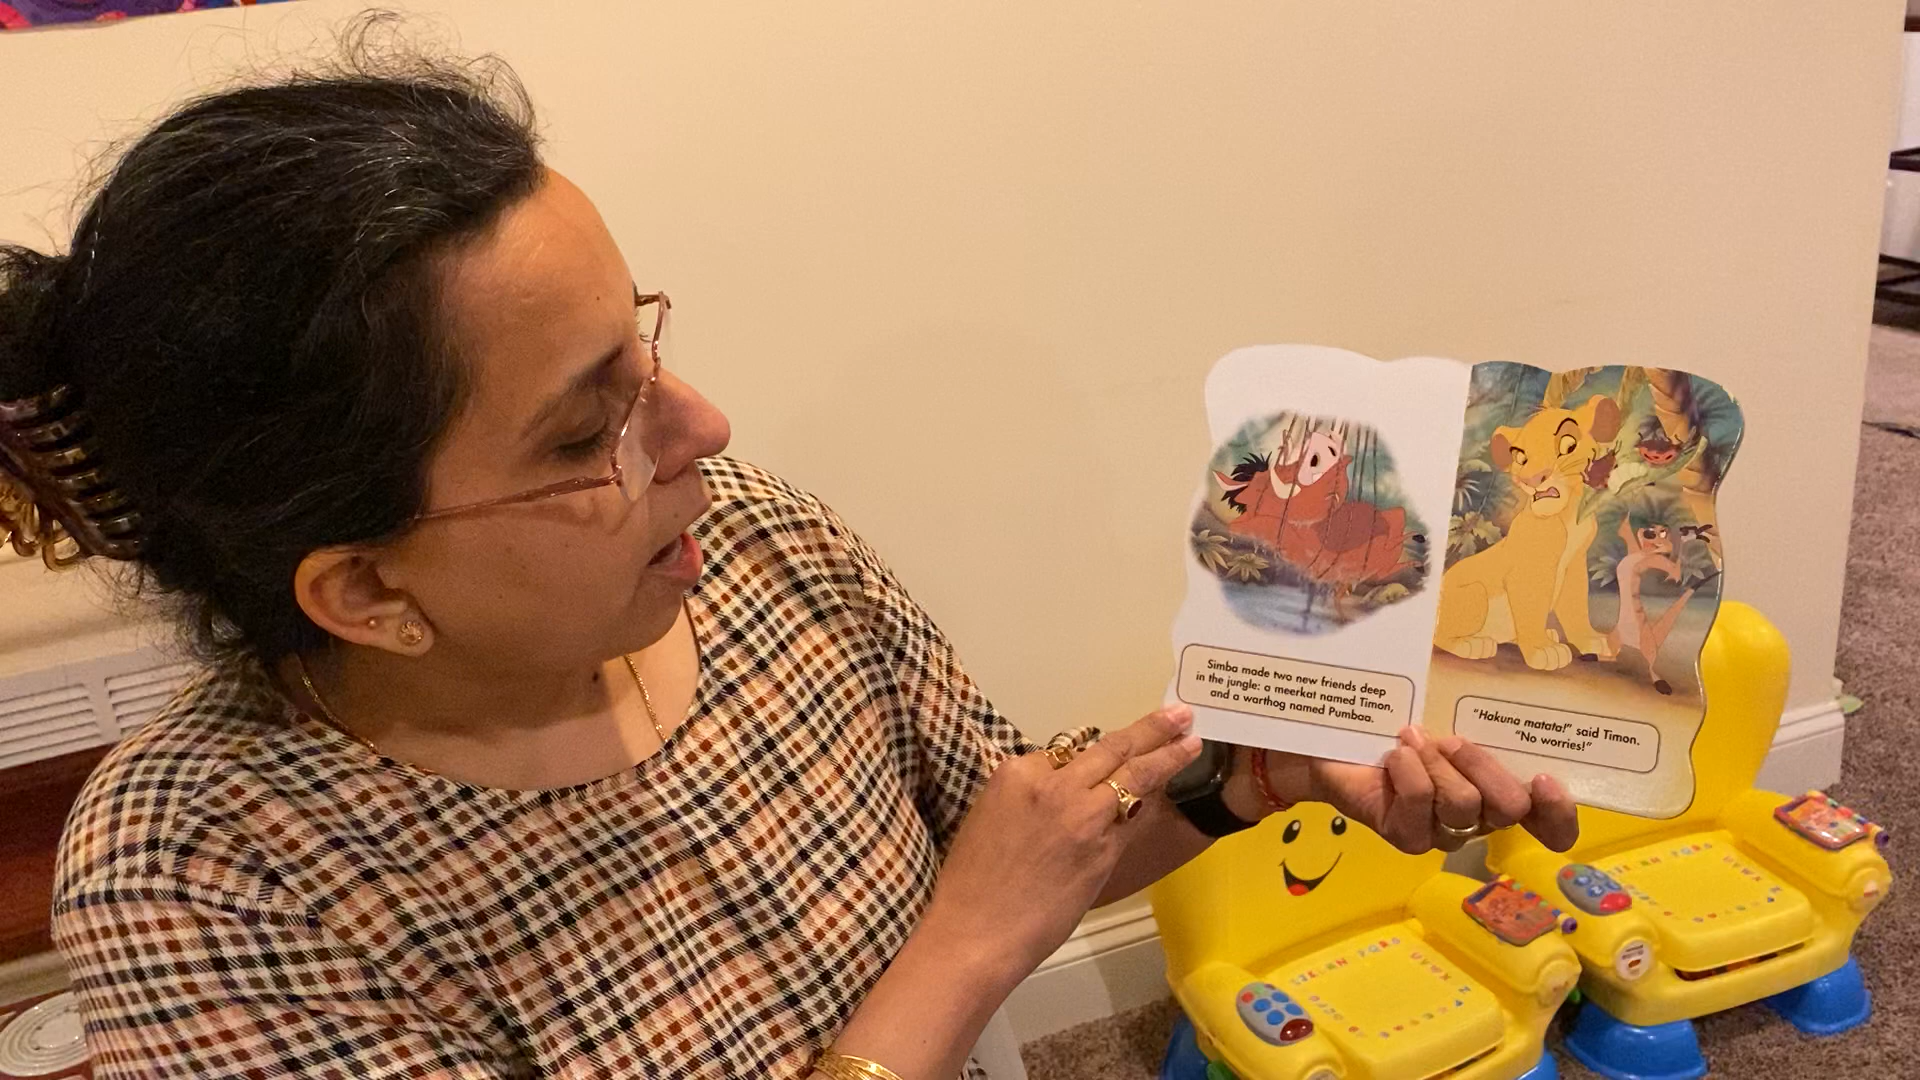 Simba made two new friends deep
in the jungle: a meerkat named Timon,
and a warthog named Pumbaa.
"Hakuna matata!" said Timon.
"No worries!"